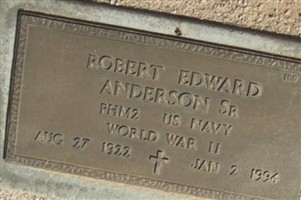 ROBERT EDWARD
ANDERSON SR
PHM2 US NAVY
WORLD WAR II
AUG 27 1922 JAN 2 1994